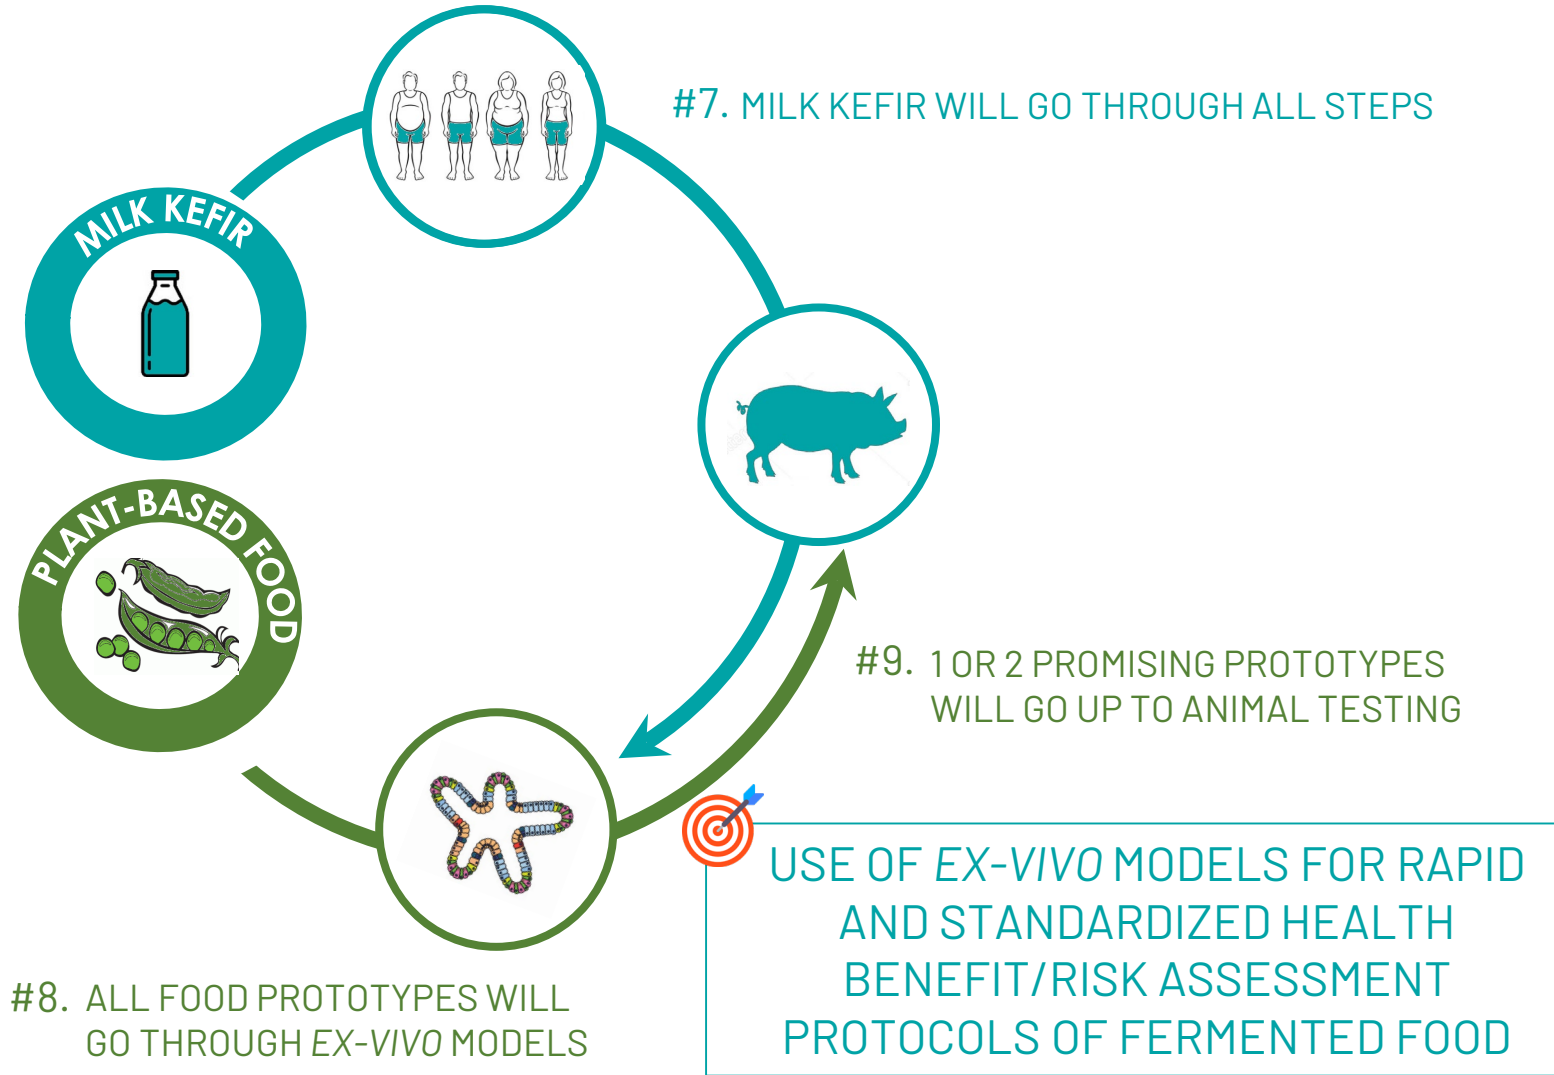 #7. MILK KEFIR WILL GO THROUGH ALL STEPS
MILK KEFIR
PLANT-BASED FOOD
#9. 1 OR 2 PROMISING PROTOTYPES
WILL GO UP TO ANIMAL TESTING
USE OF EX-VIVO MODELS FOR RAPID
AND STANDARDIZED HEALTH
BENEFIT/RISK ASSESSMENT
PROTOCOLS OF FERMENTED FOOD
#8. ALL FOOD PROTOTYPES WILL
GO THROUGH EX-VIVO MODELS